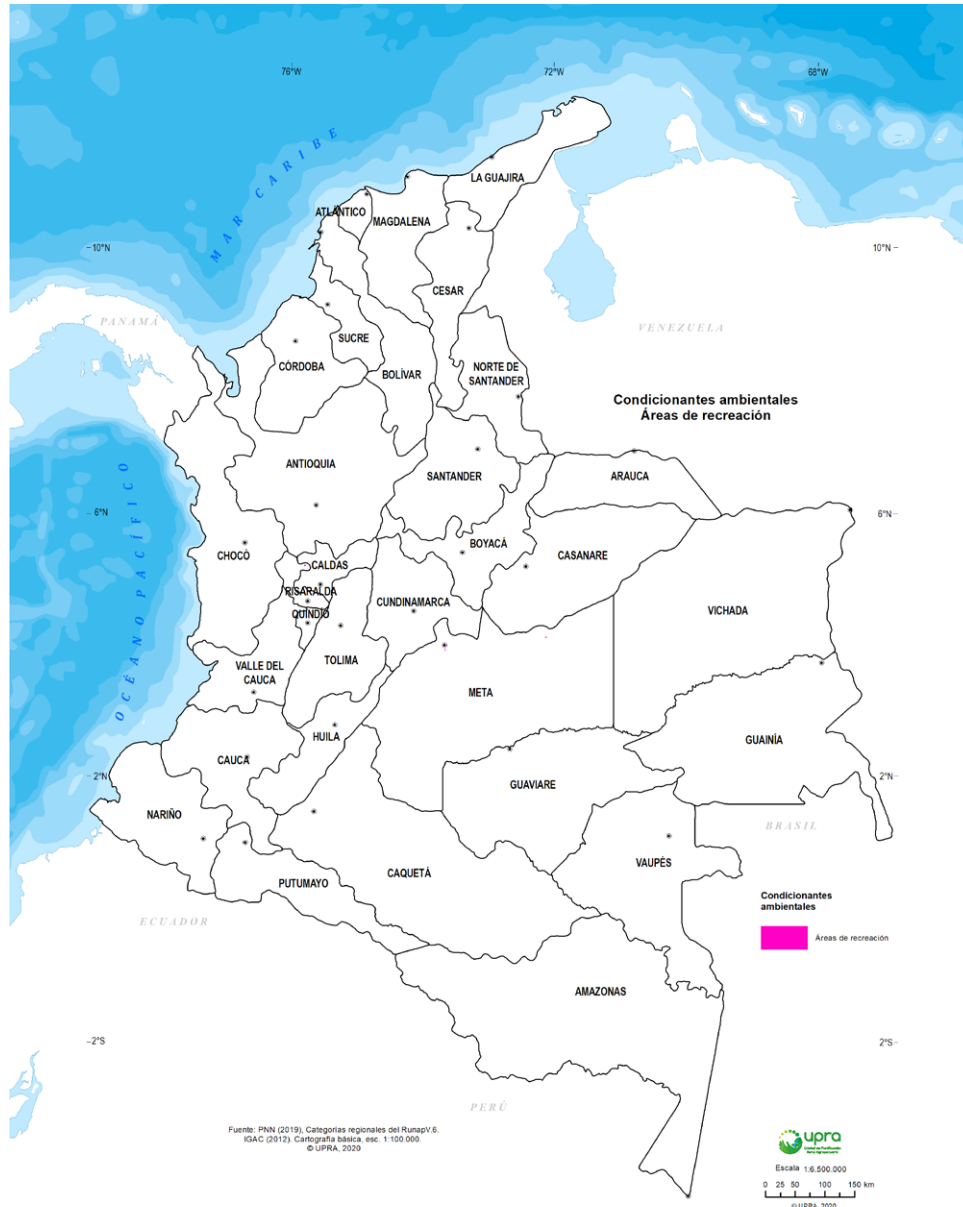 76°W
72°W
68°W
MAR CARIBE
LA GUAJIRA
ATLÁNTICO
MAGDALENA
10°N
10°N
CESAR
PANAMÁ
VENEZUELA
SUCRE
CÓRDOBA
BOLÍVAR
NORTE DE
SANTANDER
Condicionantes ambientales
Áreas de recreación
ANTIOQUIA
SANTANDER
ARAUCA
OCÉANO PACÍFICO
6°N
6°N
CHOCÓ
BOYACÁ
CASANARE
CALDAS
RISARALDA
CUNDINAMARCA
QUINDÍO
VICHADA
TOLIMA
VALLE DEL
CAUCA
META
HUILA
GUAINÍA
CAUCA
2°N
2°N
GUAVIARE
NARIÑO
BRASIL
VAUPÉS
CAQUETÁ
PUTUMAYO
Condicionantes
ambientales
ECUADOR
Áreas de recreación
AMAZONAS
2°S
2°S
PERÚ
Fuente: PNN (2019), Categorias regionales del RunapV.6.
IGAC (2012). Cartografía básica, esc. 1:100.000.
© UPRA, 2020
upra
Escala 1:6.500.000
0 25 50 100 150 km
© UPRA, 2020